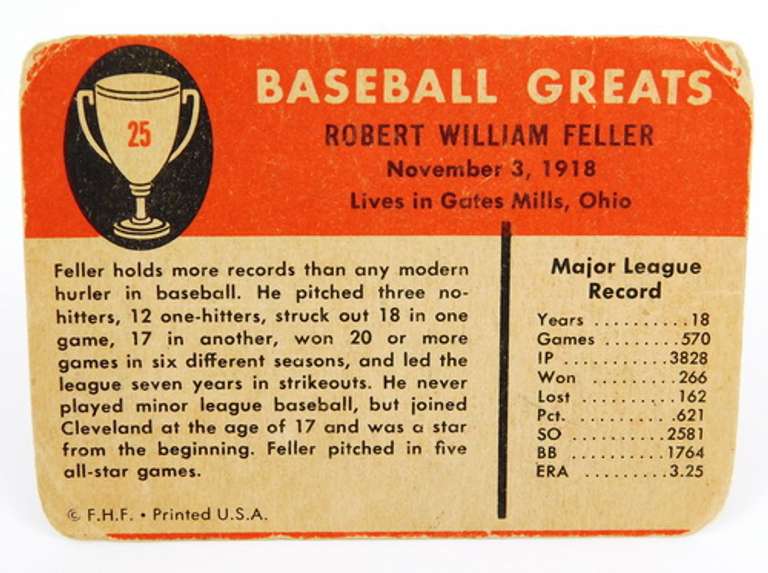 25
BASEBALL GREATS
ROBERT WILLIAM FELLER
November 3, 1918
Lives in Gates Mills, Ohio
Feller holds more records than any modern
hurler in baseball. He pitched three no-
hitters, 12 one-hitters, struck out 18 in one
game, 17 in another, won 20 or more
games in six different seasons, and led the
league seven years in strikeouts. He never
played minor league baseball, but joined
Cleveland at the age of 17 and was a star
from the beginning. Feller pitched in five
all-star games.
© F.H.F. • Printed U.S.A.
Major League
Record
Years ..........18
Games ........570
IP ............3828
Won .........266
Lost ..........162
Pct. ..........621
SO ..........2581
BB ..........1764
ERA .........3.25